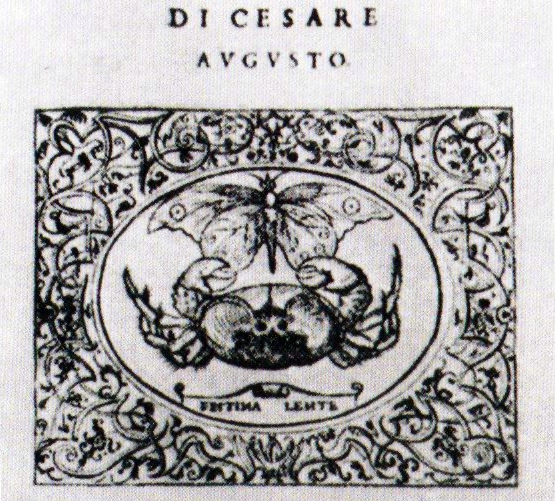 DI CESARE
AVGVSTO.
FESTINA LENTE